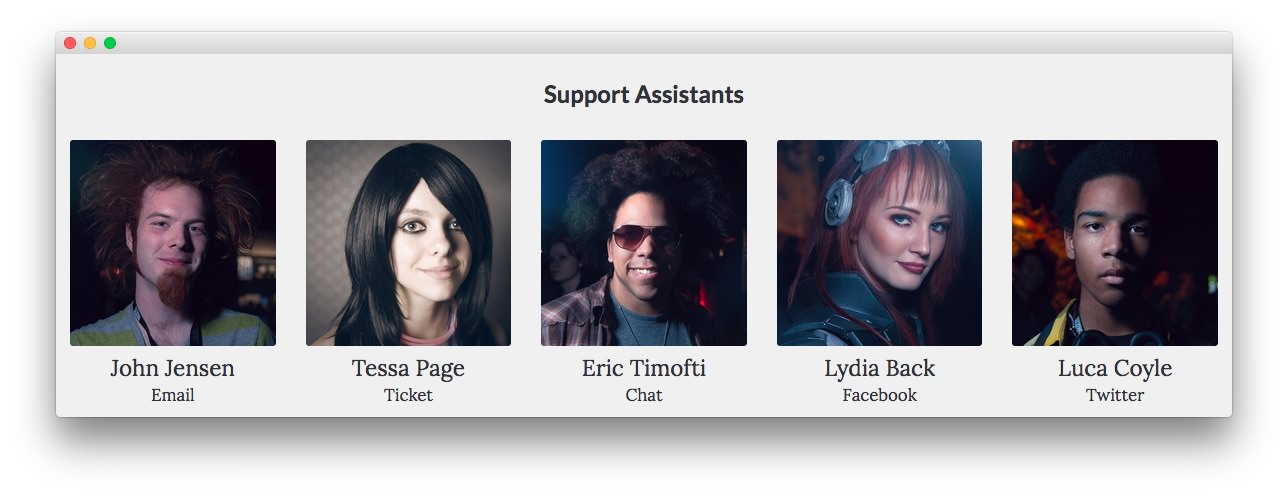 Support Assistants
John Jensen
Email
Tessa Page
Ticket
Eric Timofti
Chat
Lydia Back
Facebook
Luca Coyle
Twitter